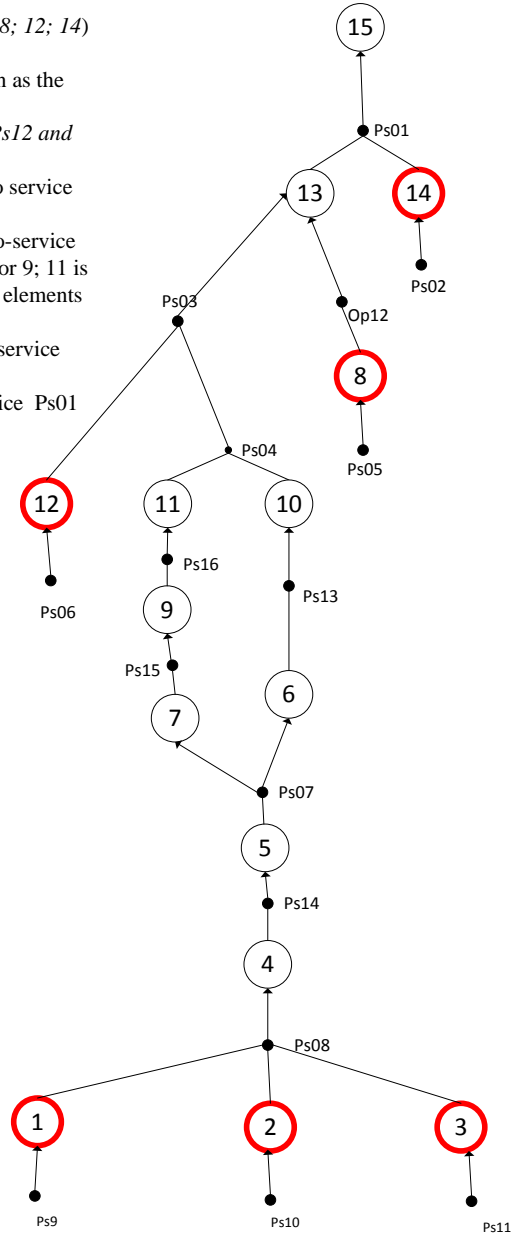 8; 12; 14)
n as the
Ps12 and
o service
o-service
or 9; 11 is
elements
service
ice Ps01
15
Ps01
13
14
Ps02
Ps03
Op12
8
Ps04
Ps05
12
11
10
Ps16
Ps13
Ps06
9
Ps15
6
7
Ps07
5
Ps14
4
Ps08
1
2
3
Ps9
Ps10
Ps11